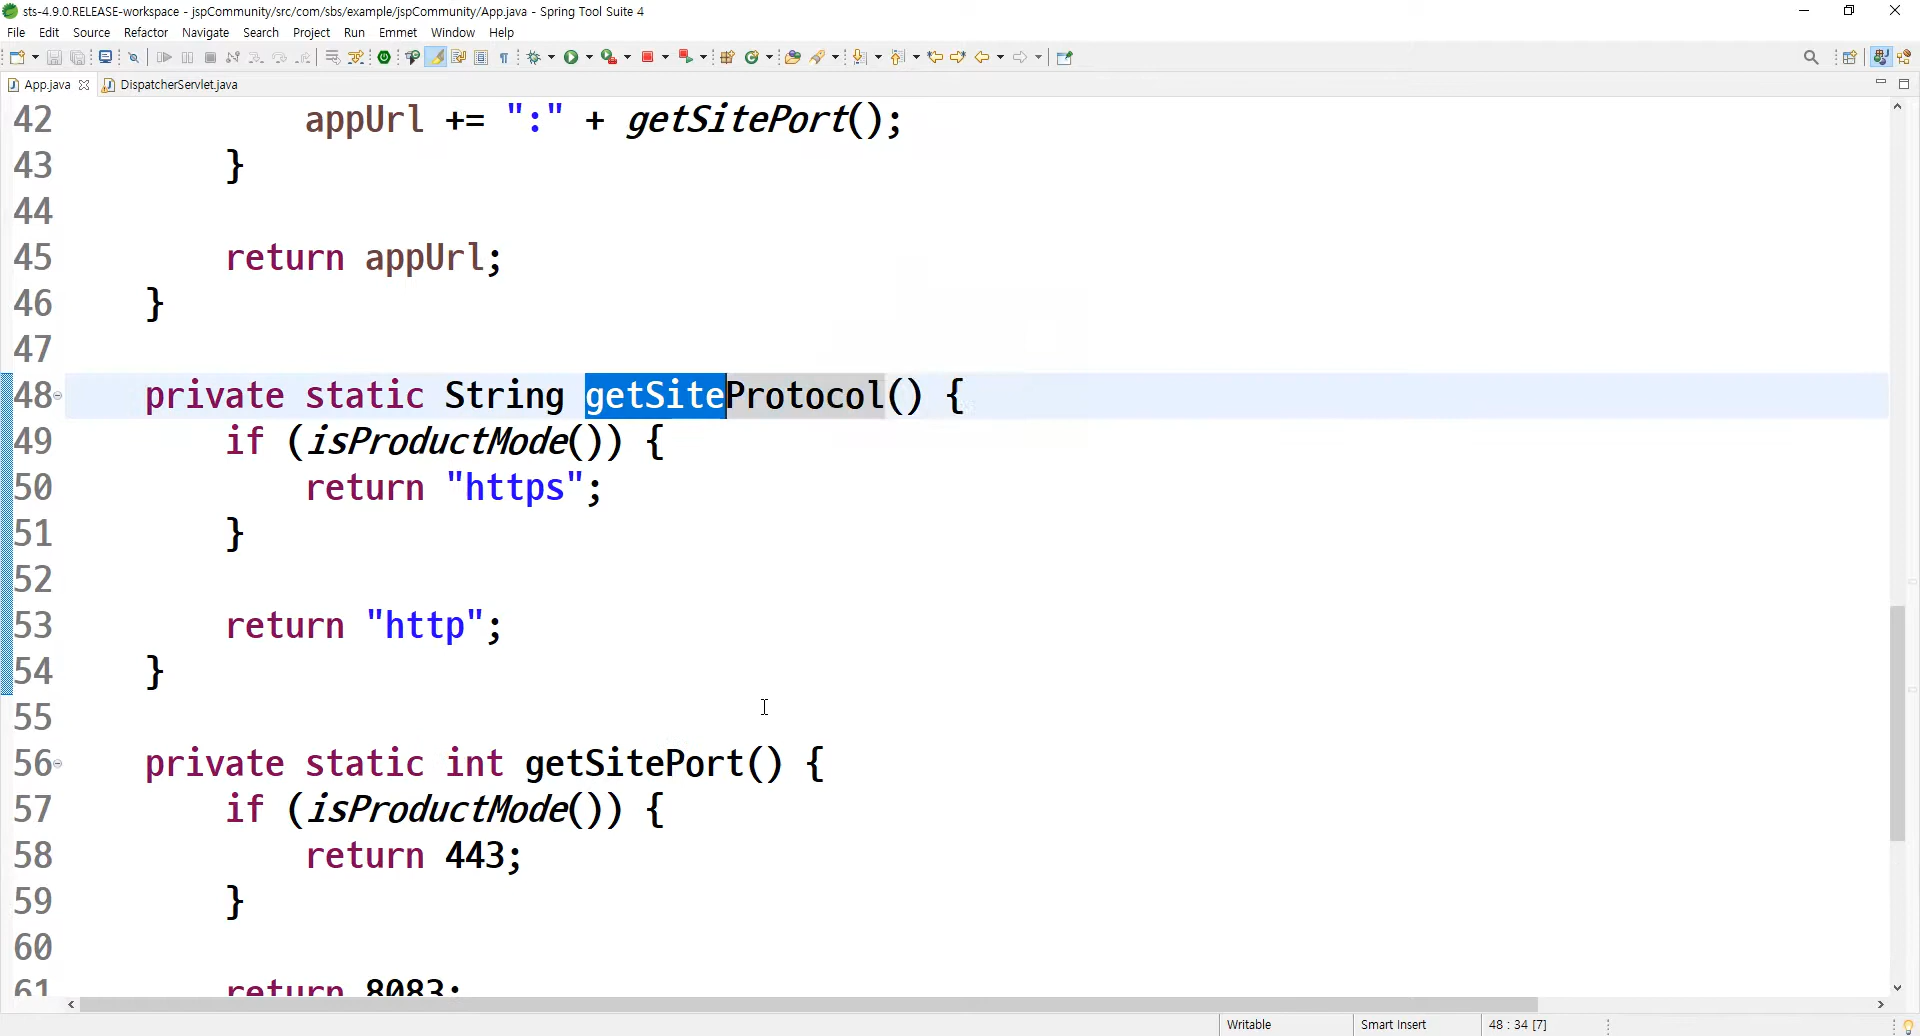 sts-4.9.0.RELEASE-workspace - jspCommunity/src/com/sbs/example/jspCommunity/App.java - Spring Tool Suite 4
File Edit Source Refactor Navigate Search Project Run Emmet Window Help
App.java DispatcherServlet.java
42 appUrl += ":" + getSitePort();
43 }
44
45 return appUrl;
46 }
47
48 private static String getSiteProtocol() {
49 if (isProductMode()) {
50 return "https";
51 }
52
53 return "http";
54 }
55
56 private static int getSitePort() {
57 if (isProductMode()) {
58 return 443;
59 }
60
61 return 8083;
Writable Smart Insert 48 : 34 [7]